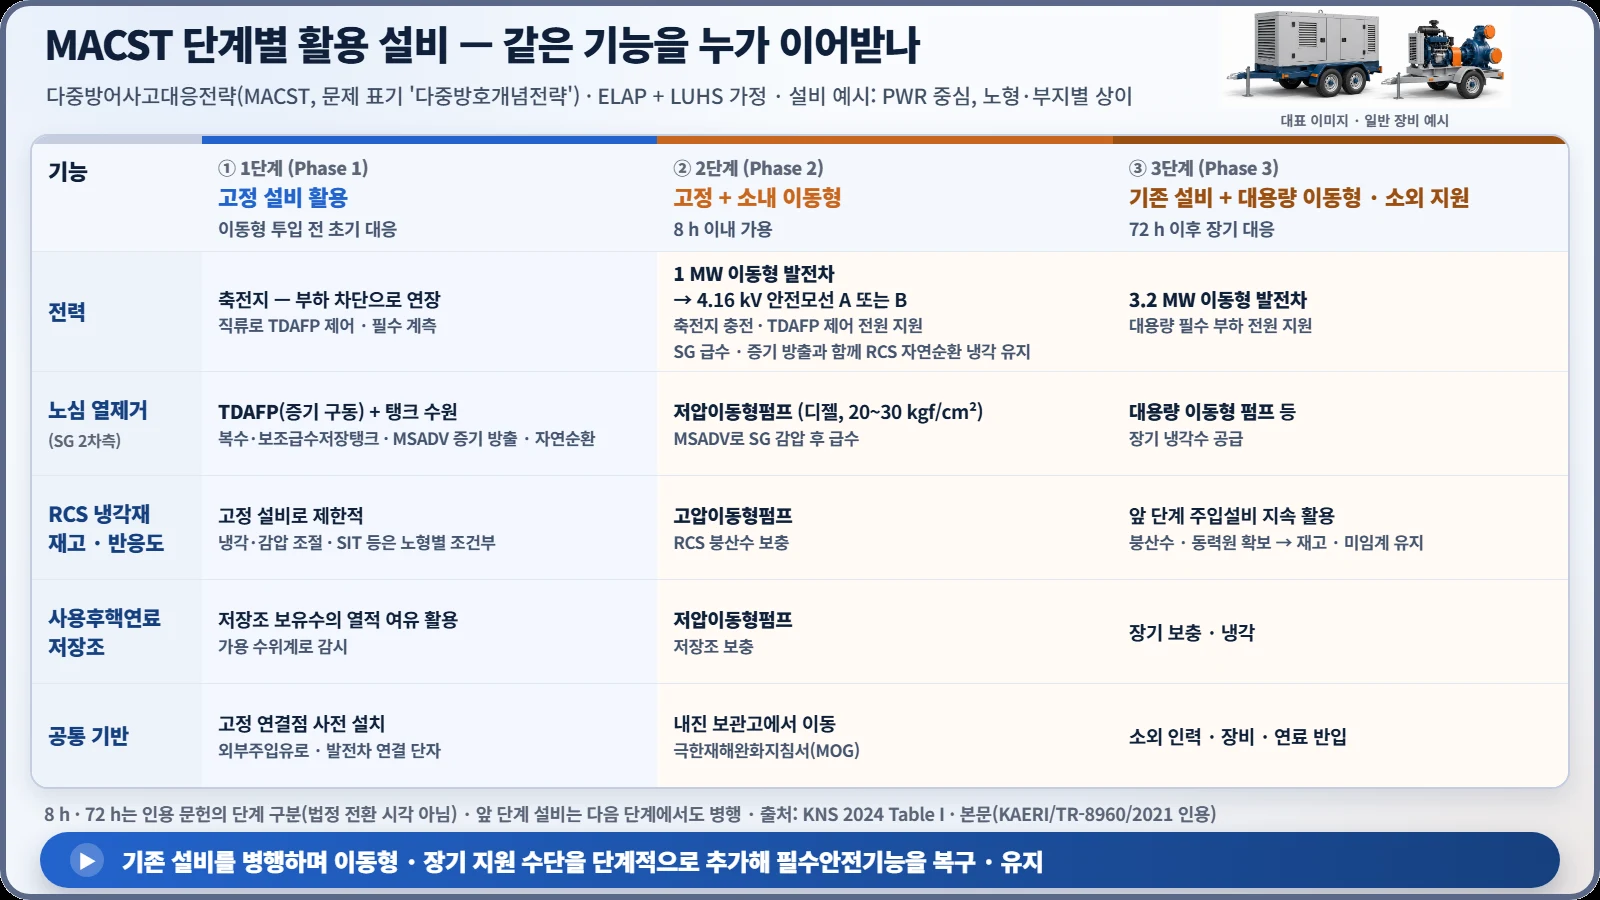 MACST 단계별 활용 설비 — 같은 기능을 누가 이어받나
다중방어사고대응전략(MACST, 문제 표기 '다중방호개념전략') · ELAP + LUHS 가정 · 설비 예시: PWR 중심, 노형·부지별 상이
대표 이미지 · 일반 장비 예시
기능
① 1단계 (Phase 1)
고정 설비 활용
이동형 투입 전 초기 대응
② 2단계 (Phase 2)
고정 + 소내 이동형
8 h 이내 가용
③ 3단계 (Phase 3)
기존 설비 + 대용량 이동형 · 소외 지원
72 h 이후 장기 대응
전력
축전지 — 부하 차단으로 연장
직류로 TDAFP 제어 · 필수 계측
1 MW 이동형 발전차
→ 4.16 kV 안전모선 A 또는 B
축전지 충전 · TDAFP 제어 전원 지원
SG 급수 · 증기 방출과 함께 RCS 자연순환 냉각 유지
3.2 MW 이동형 발전차
대용량 필수 부하 전원 지원
노심 열제거
(SG 2차측)
TDAFP(증기 구동) + 탱크 수원
복수·보조급수저장탱크 · MSADV 증기 방출 · 자연순환
저압이동형펌프 (디젤, 20~30 kgf/cm²)
MSADV로 SG 감압 후 급수
대용량 이동형 펌프 등
장기 냉각수 공급
RCS 냉각재
재고 · 반응도
고정 설비로 제한적
냉각·감압 조절 · SIT 등은 노형별 조건부
고압이동형펌프
RCS 붕산수 보충
앞 단계 주입설비 지속 활용
붕산수 · 동력원 확보 → 재고 · 미임계 유지
사용후핵연료
저장조
저장조 보유수의 열적 여유 활용
가용 수위계로 감시
저압이동형펌프
저장조 보충
장기 보충 · 냉각
공통 기반
고정 연결점 사전 설치
외부주입유로 · 발전차 연결 단자
내진 보관고에서 이동
극한재해완화지침서(MOG)
소외 인력 · 장비 · 연료 반입
8 h · 72 h는 인용 문헌의 단계 구분(법정 전환 시각 아님) · 앞 단계 설비는 다음 단계에서도 병행 · 출처: KNS 2024 Table I · 본문(KAERI/TR-8960/2021 인용)
기존 설비를 병행하며 이동형 · 장기 지원 수단을 단계적으로 추가해 필수안전기능을 복구 · 유지